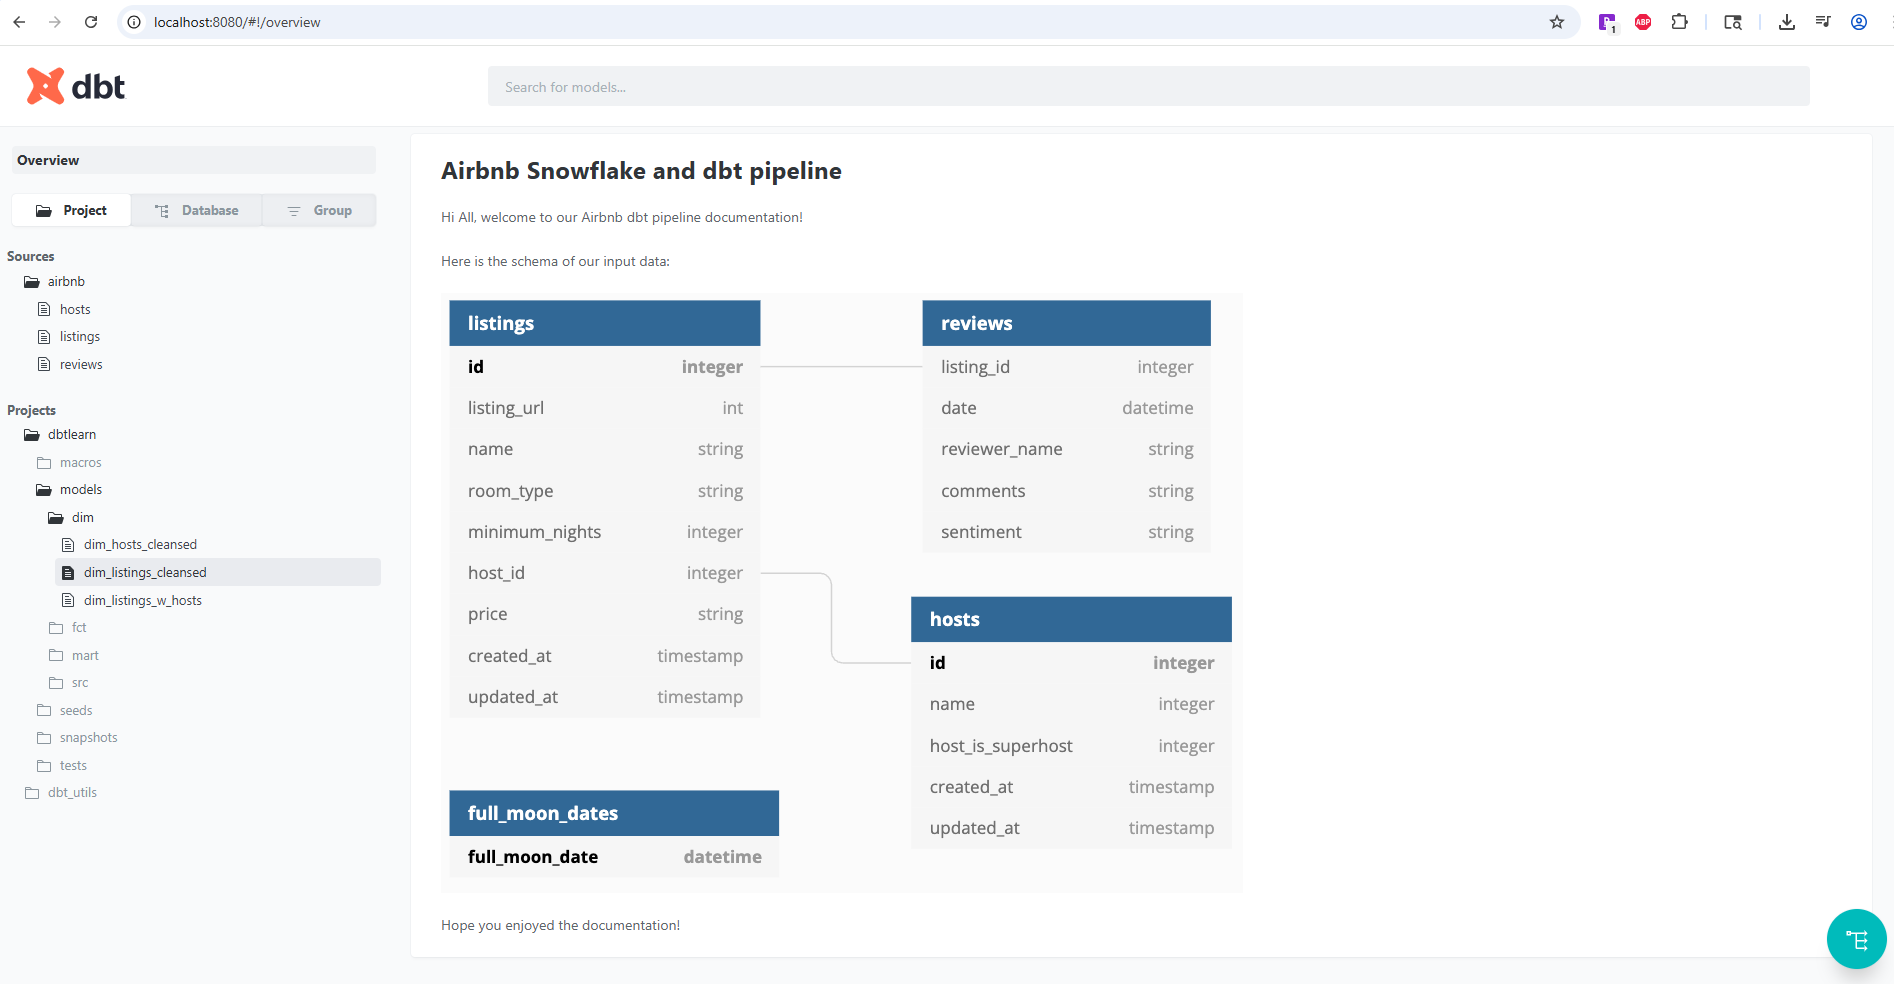 localhost:8080/#!/overview
1
ABP
dbt
Search for models...
Overview
Project
Database
Group
Sources
airbnb
hosts
listings
reviews
Projects
dbtlearn
macros
models
dim
dim_hosts_cleansed
dim_listings_cleansed
dim_listings_w_hosts
fct
mart
src
seeds
snapshots
tests
dbt_utils
Airbnb Snowflake and dbt pipeline
Hi All, welcome to our Airbnb dbt pipeline documentation!
Here is the schema of our input data:
listings
id integer
listing_url int
name string
room_type string
minimum_nights integer
host_id integer
price string
created_at timestamp
updated_at timestamp
reviews
listing_id integer
date datetime
reviewer_name string
comments string
sentiment string
hosts
id integer
name integer
host_is_superhost integer
created_at timestamp
updated_at timestamp
full_moon_dates
full_moon_date datetime
Hope you enjoyed the documentation!